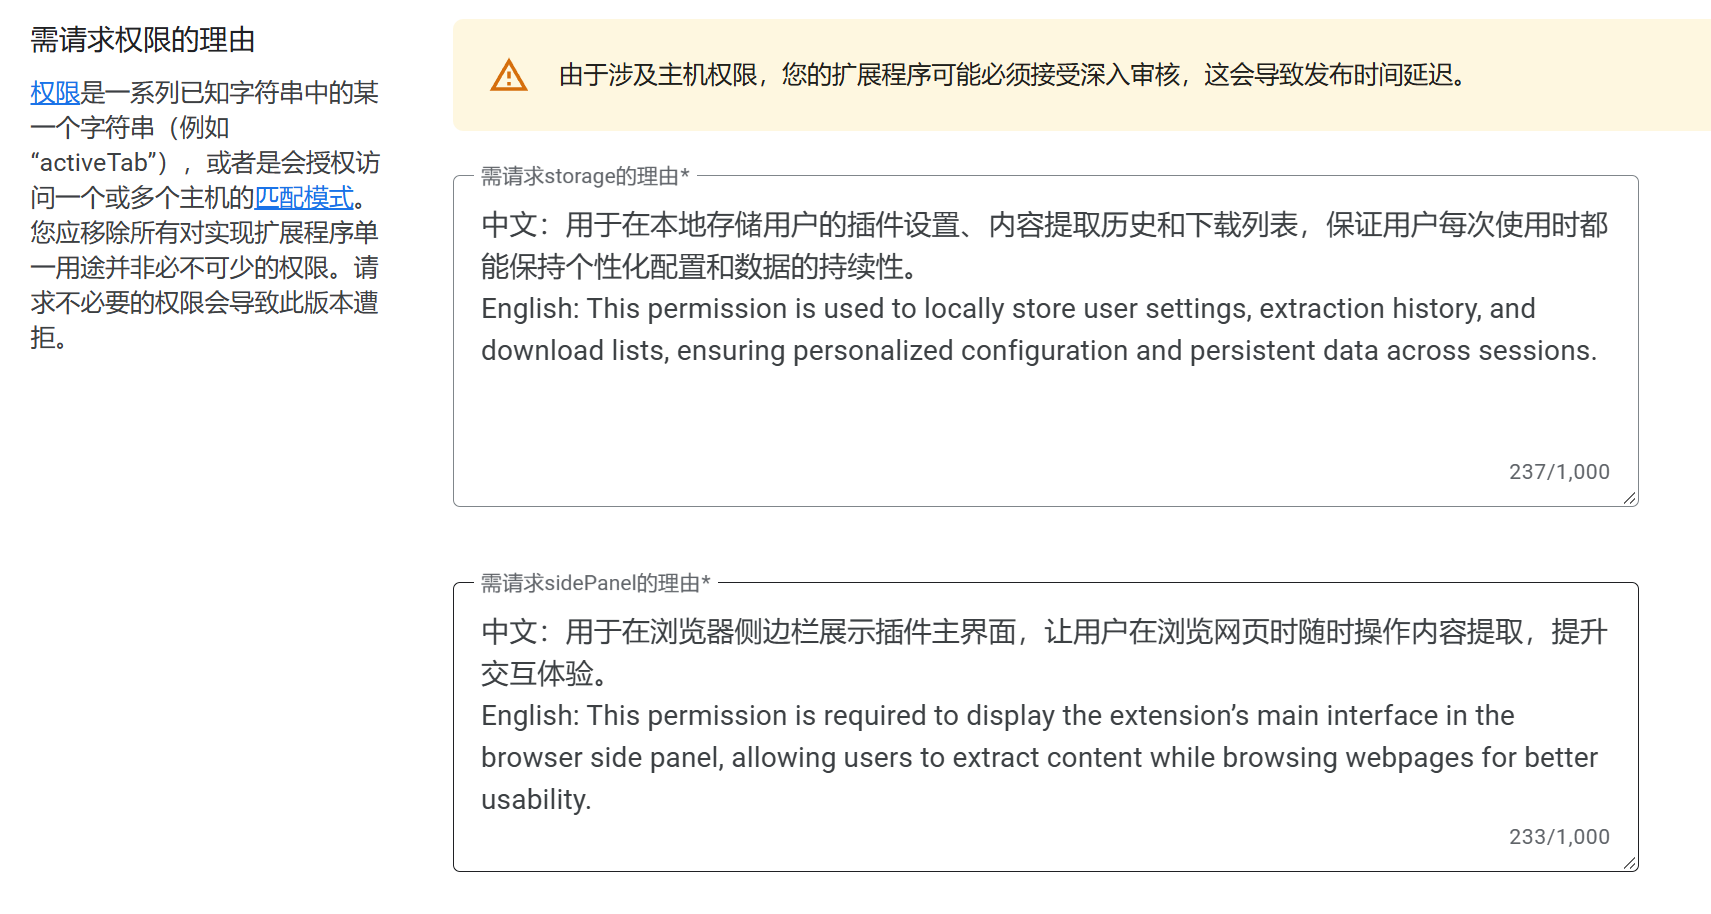 需请求权限的理由
权限是一系列已知字符串中的某
一个字符串（例如
“activeTab”），或者是会授权访
问一个或多个主机的匹配模式。
您应移除所有对实现扩展程序单
一用途并非必不可少的权限。请
求不必要的权限会导致此版本遭
拒。
由于涉及主机权限，您的扩展程序可能必须接受深入审核，这会导致发布时间延迟。
需请求storage的理由*
中文：用于在本地存储用户的插件设置、内容提取历史和下载列表，保证用户每次使用时都
能保持个性化配置和数据的持续性。
English: This permission is used to locally store user settings, extraction history, and
download lists, ensuring personalized configuration and persistent data across sessions.
237/1,000
需请求sidePanel的理由*
中文：用于在浏览器侧边栏展示插件主界面，让用户在浏览网页时随时操作内容提取，提升
交互体验。
English: This permission is required to display the extension’s main interface in the
browser side panel, allowing users to extract content while browsing webpages for better
usability.
233/1,000